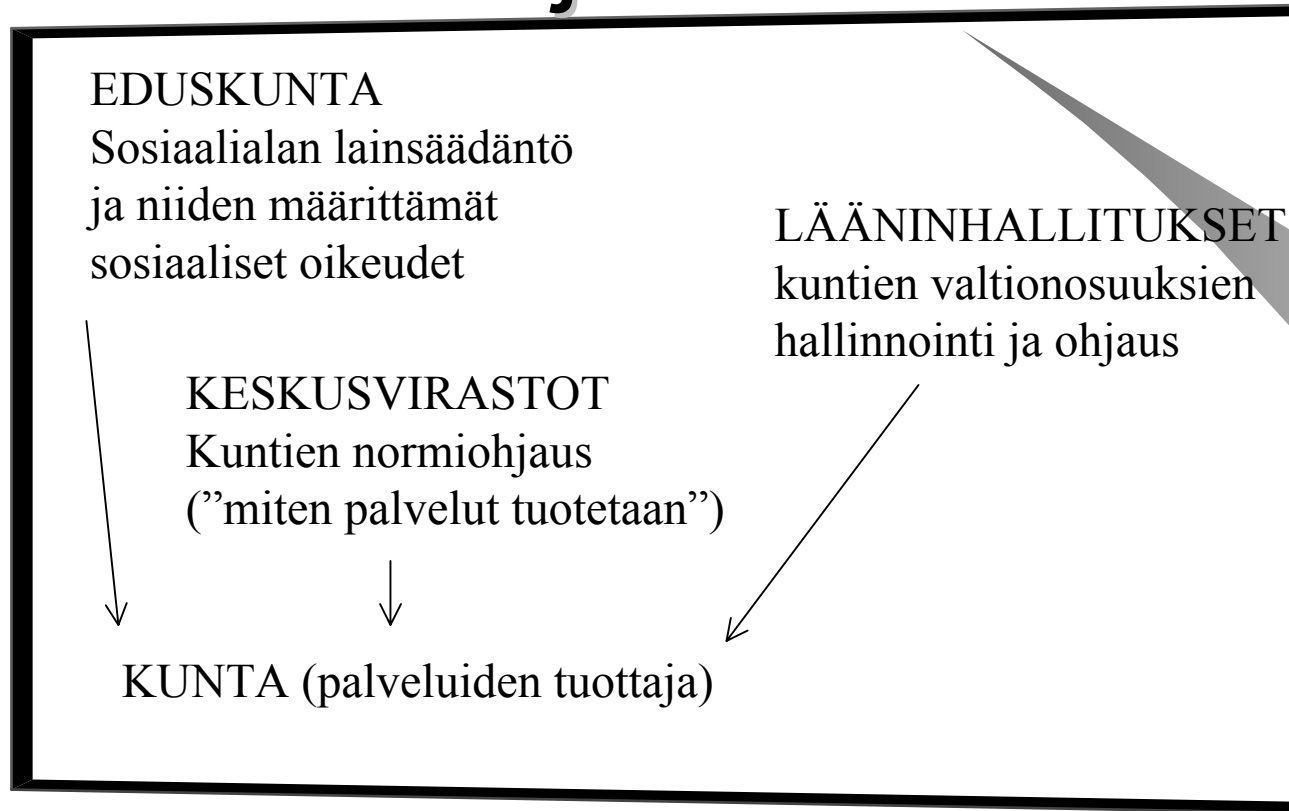 EDUSKUNTA
Sosiaalialan lainsäädäntö
ja niiden määrittämät
sosiaaliset oikeudet
LÄÄNINHALLITUKSET
kuntien valtionosuuksien
hallinnointi ja ohjaus
KESKUSVIRASTOT
Kuntien normiohjaus
(”miten palvelut tuotetaan”)
KUNTA (palveluiden tuottaja)